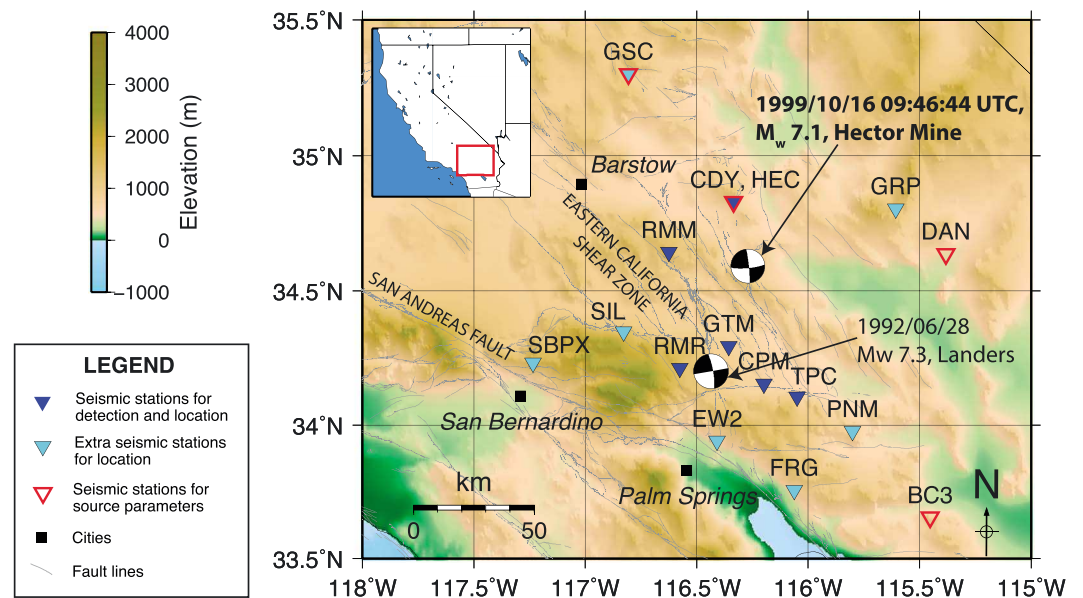 4000
3000
2000
1000
0
−1000
Elevation (m)
LEGEND
Seismic stations for
detection and location
Extra seismic stations
for location
Seismic stations for
source parameters
Cities
Fault lines
35.5°N
35°N
34.5°N
34°N
33.5°N
118°W
117.5°W
117°W
116.5°W
116°W
115.5°W
115°W
GSC
1999/10/16 09:46:44 UTC,
Mw 7.1, Hector Mine
Barstow
CDY, HEC
GRP
RMM
DAN
EASTERN CALIFORNIA
SHEAR ZONE
SAN ANDREAS FAULT
SIL
GTM
1992/06/28
Mw 7.3, Landers
SBPX
RMR
CPM
TPC
San Bernardino
EW2
PNM
km
0
50
Palm Springs
FRG
BC3
N